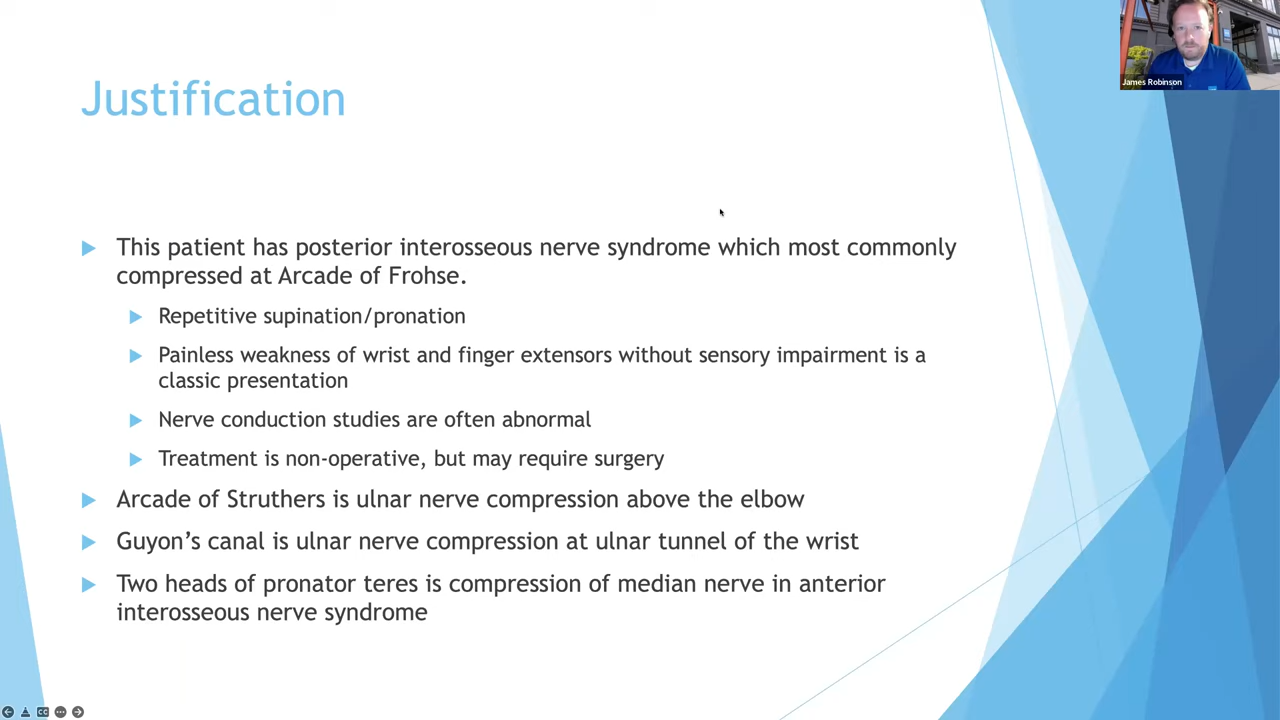 James Robinson
Justification
This patient has posterior interosseous nerve syndrome which most commonly
compressed at Arcade of Frohse.
Repetitive supination/pronation
Painless weakness of wrist and finger extensors without sensory impairment is a
classic presentation
Nerve conduction studies are often abnormal
Treatment is non-operative, but may require surgery
Arcade of Struthers is ulnar nerve compression above the elbow
Guyon’s canal is ulnar nerve compression at ulnar tunnel of the wrist
Two heads of pronator teres is compression of median nerve in anterior
interosseous nerve syndrome
CC